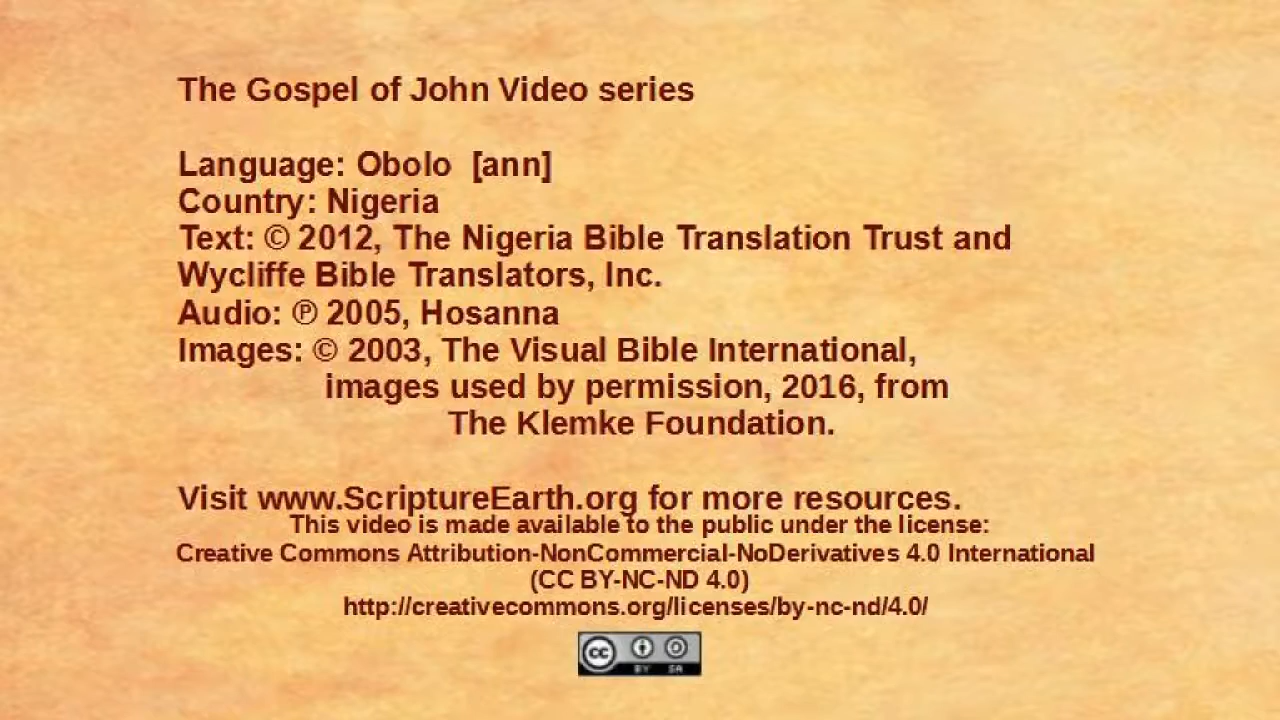 The Gospel of John Video series
Language: Obolo [ann]
Country: Nigeria
Text: © 2012, The Nigeria Bible Translation Trust and
Wycliffe Bible Translators, Inc.
Audio: ℗ 2005, Hosanna
Images: © 2003, The Visual Bible International,
images used by permission, 2016, from
The Klemke Foundation.
Visit www.ScriptureEarth.org for more resources.
This video is made available to the public under the license:
Creative Commons Attribution-NonCommercial-NoDerivatives 4.0 International
(CC BY-NC-ND 4.0)
http://creativecommons.org/licenses/by-nc-nd/4.0/
cc BY SA